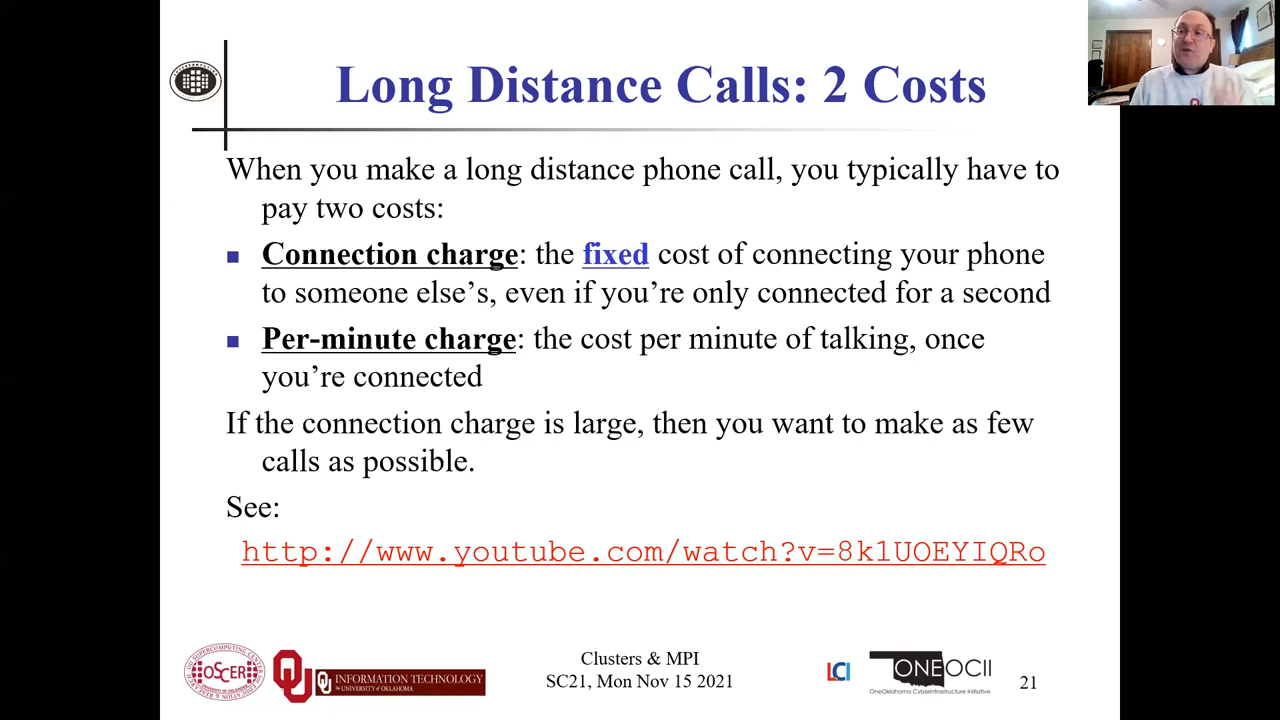 Long Distance Calls: 2 Costs
When you make a long distance phone call, you typically have to
pay two costs:
Connection charge: the fixed cost of connecting your phone
to someone else’s, even if you’re only connected for a second
Per-minute charge: the cost per minute of talking, once
you’re connected
If the connection charge is large, then you want to make as few
calls as possible.
See:
http://www.youtube.com/watch?v=8k1UOEYIQRo
OSCER
INFORMATION TECHNOLOGY
The UNIVERSITY of OKLAHOMA
Clusters & MPI
SC21, Mon Nov 15 2021
LCI
ONEOCII
OneOklahoma Cyberinfrastructure Initiative
21